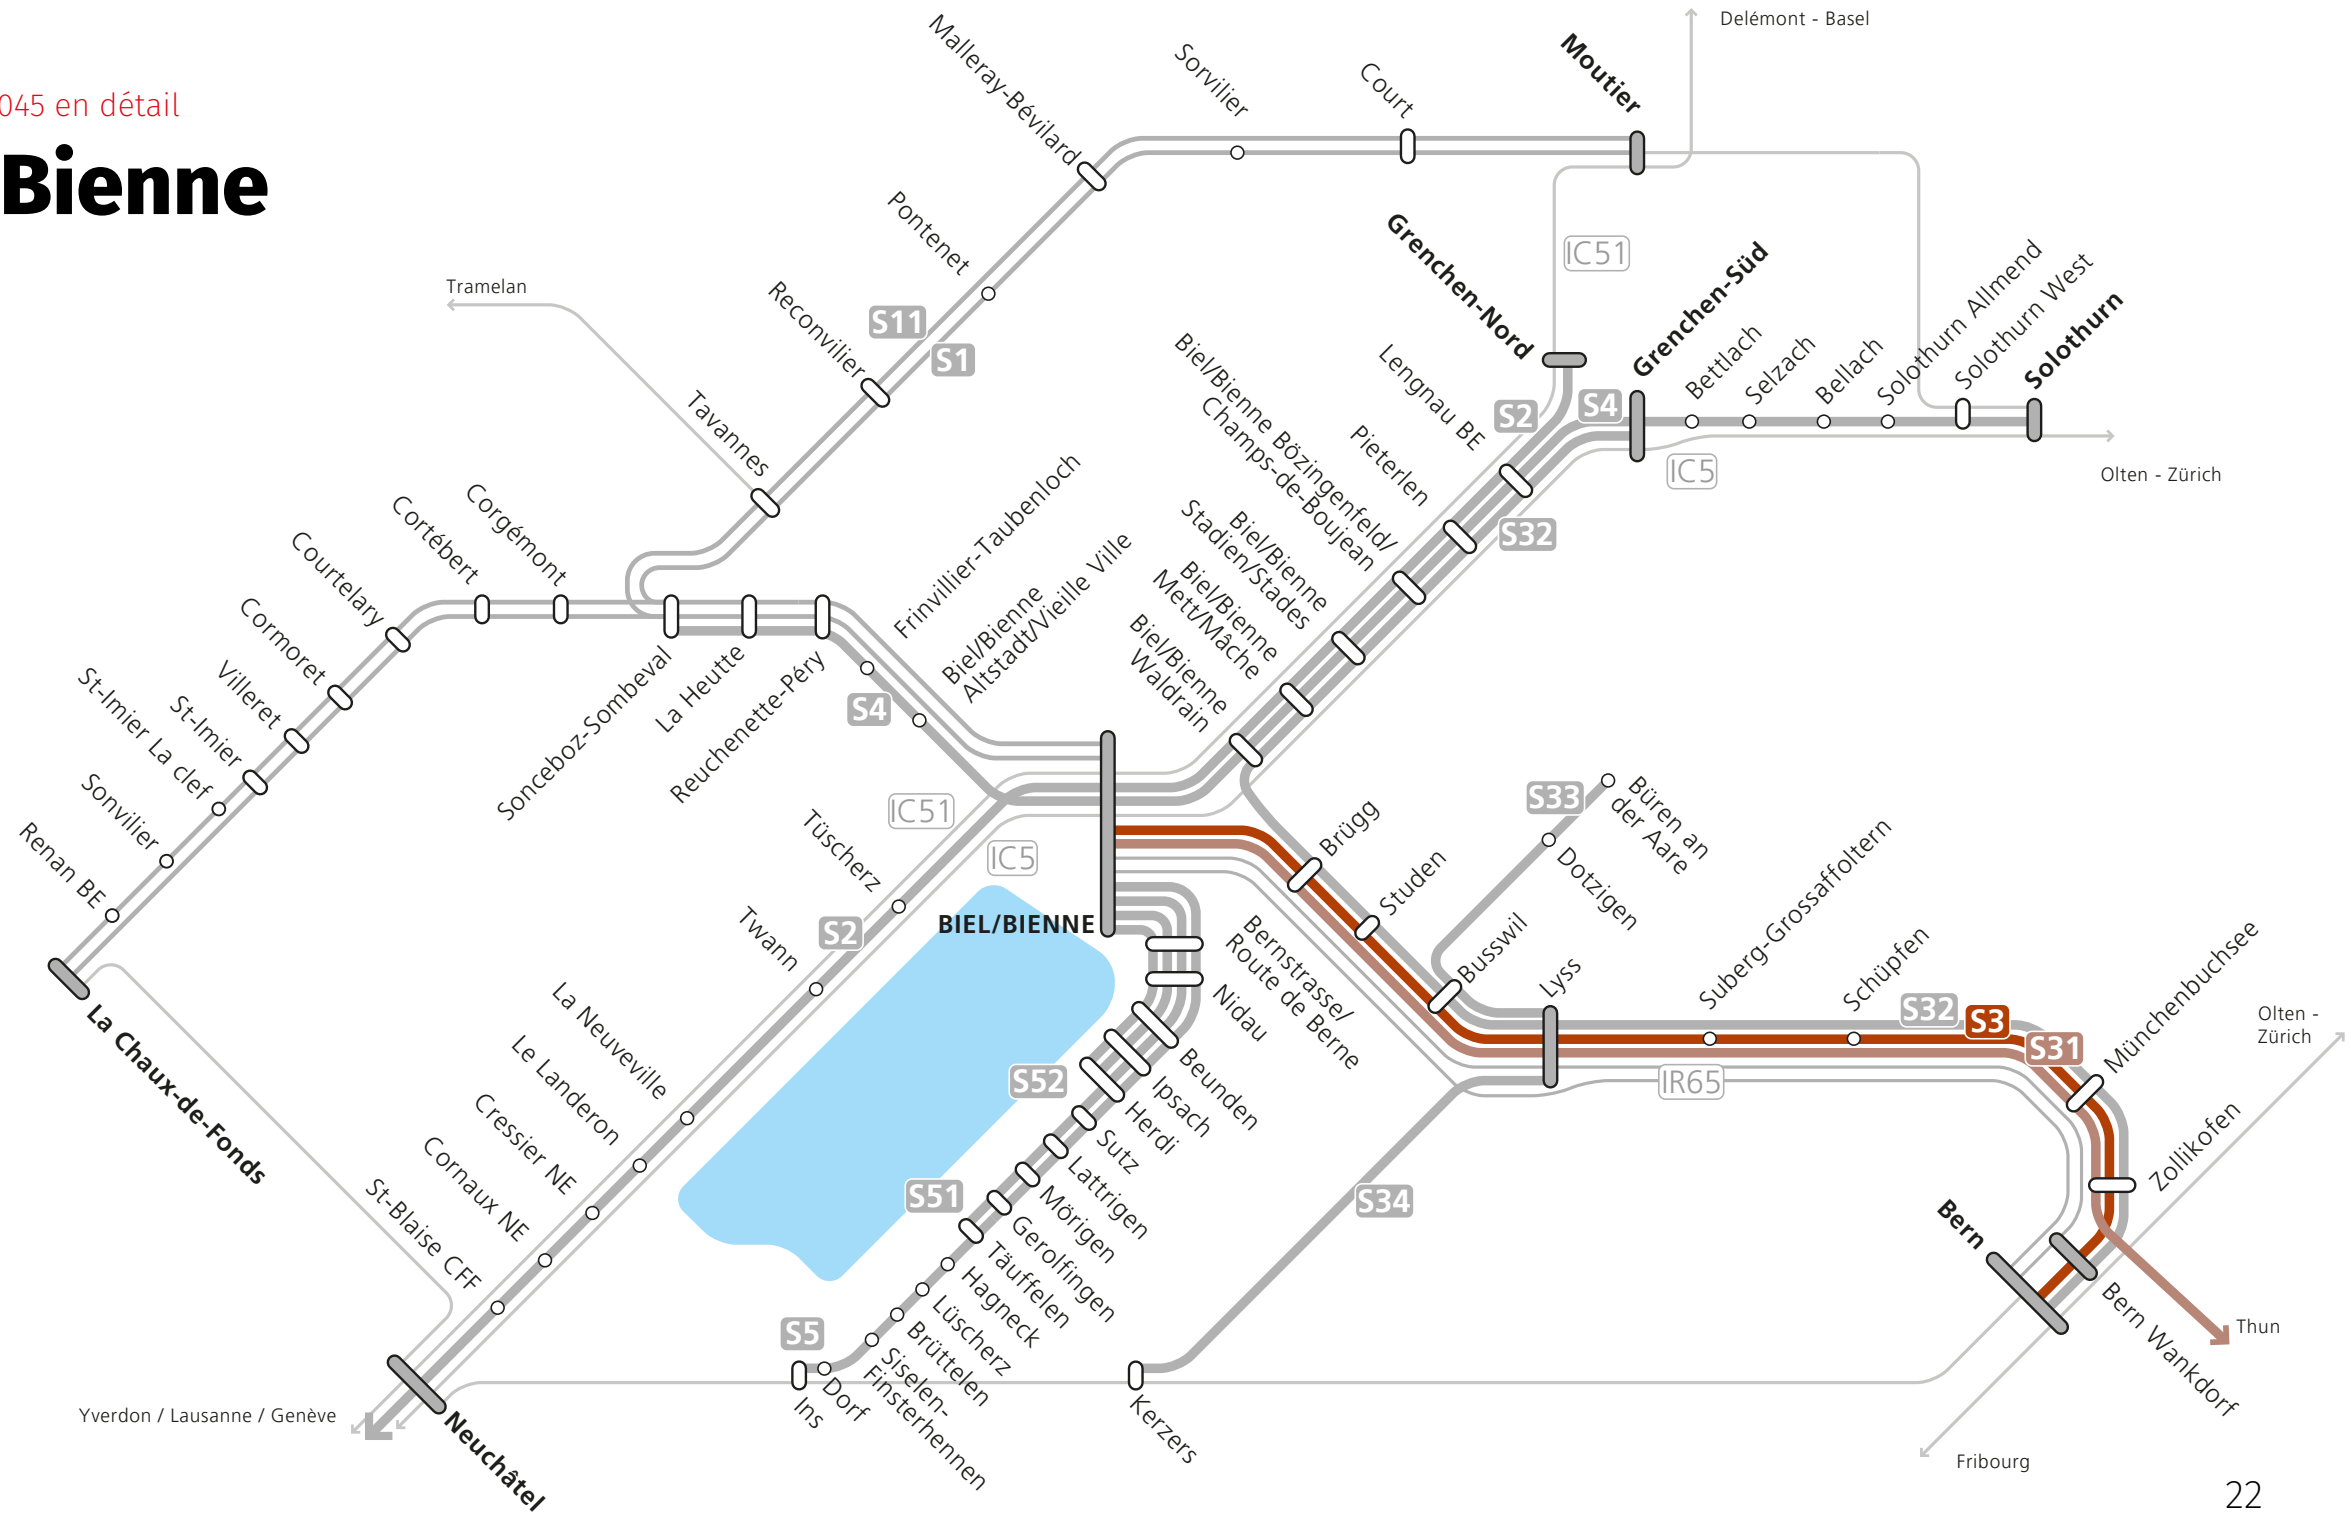 045 en détail
Bienne
Delémont - Basel
Malleray-Bévilard
Sorvilier
Court
Moutier
Pontenet
Reconvilier
Tavannes
Tramelan
S11
S1
IC51
Grenchen-Nord
Grenchen-Süd
Bettlach
Selzach
Bellach
Solothurn Allmend
Solothurn West
Solothurn
S2
S4
IC5
Olten - Zürich
S32
Lengnau BE
Pieterlen
Biel/Bienne Bözingenfeld/
Champs-de-Boujean
Biel/Bienne
Stadien/Stades
Biel/Bienne
Mett/Mâche
Biel/Bienne
Waldrain
Corgémont
Cortébert
Courtelary
Cormoret
Villeret
St-Imier
St-Imier La clef
Sonvilier
Renan BE
La Chaux-de-Fonds
Sonceboz-Sombeval
La Heutte
Reuchenette-Péry
Frinvillier-Taubenloch
Biel/Bienne
Altstadt/Vieille Ville
S4
IC51
IC5
BIEL/BIENNE
Tüscherz
Twann
S2
La Neuveville
Le Landeron
Cressier NE
Cornaux NE
St-Blaise CFF
Neuchâtel
Yverdon / Lausanne / Genève
Brügg
Studen
Busswil
Lyss
S33
Büren an
der Aare
Dotzigen
Suberg-Grossaffoltern
Schüpfen
S32
S3
S31
Münchenbuchsee
Olten -
Zürich
Zollikofen
IR65
Bern
Bern Wankdorf
Thun
Fribourg
Bernstrasse/
Route de Berne
Nidau
Beunden
Ipsach
Herdi
Sutz
Lattrigen
Mörigen
Gerolfingen
Täuffelen
Hagneck
Lüscherz
Brüttelen
Siselen-
Finsterhennen
Dorf
Ins
S52
S51
S5
S34
Kerzers
22